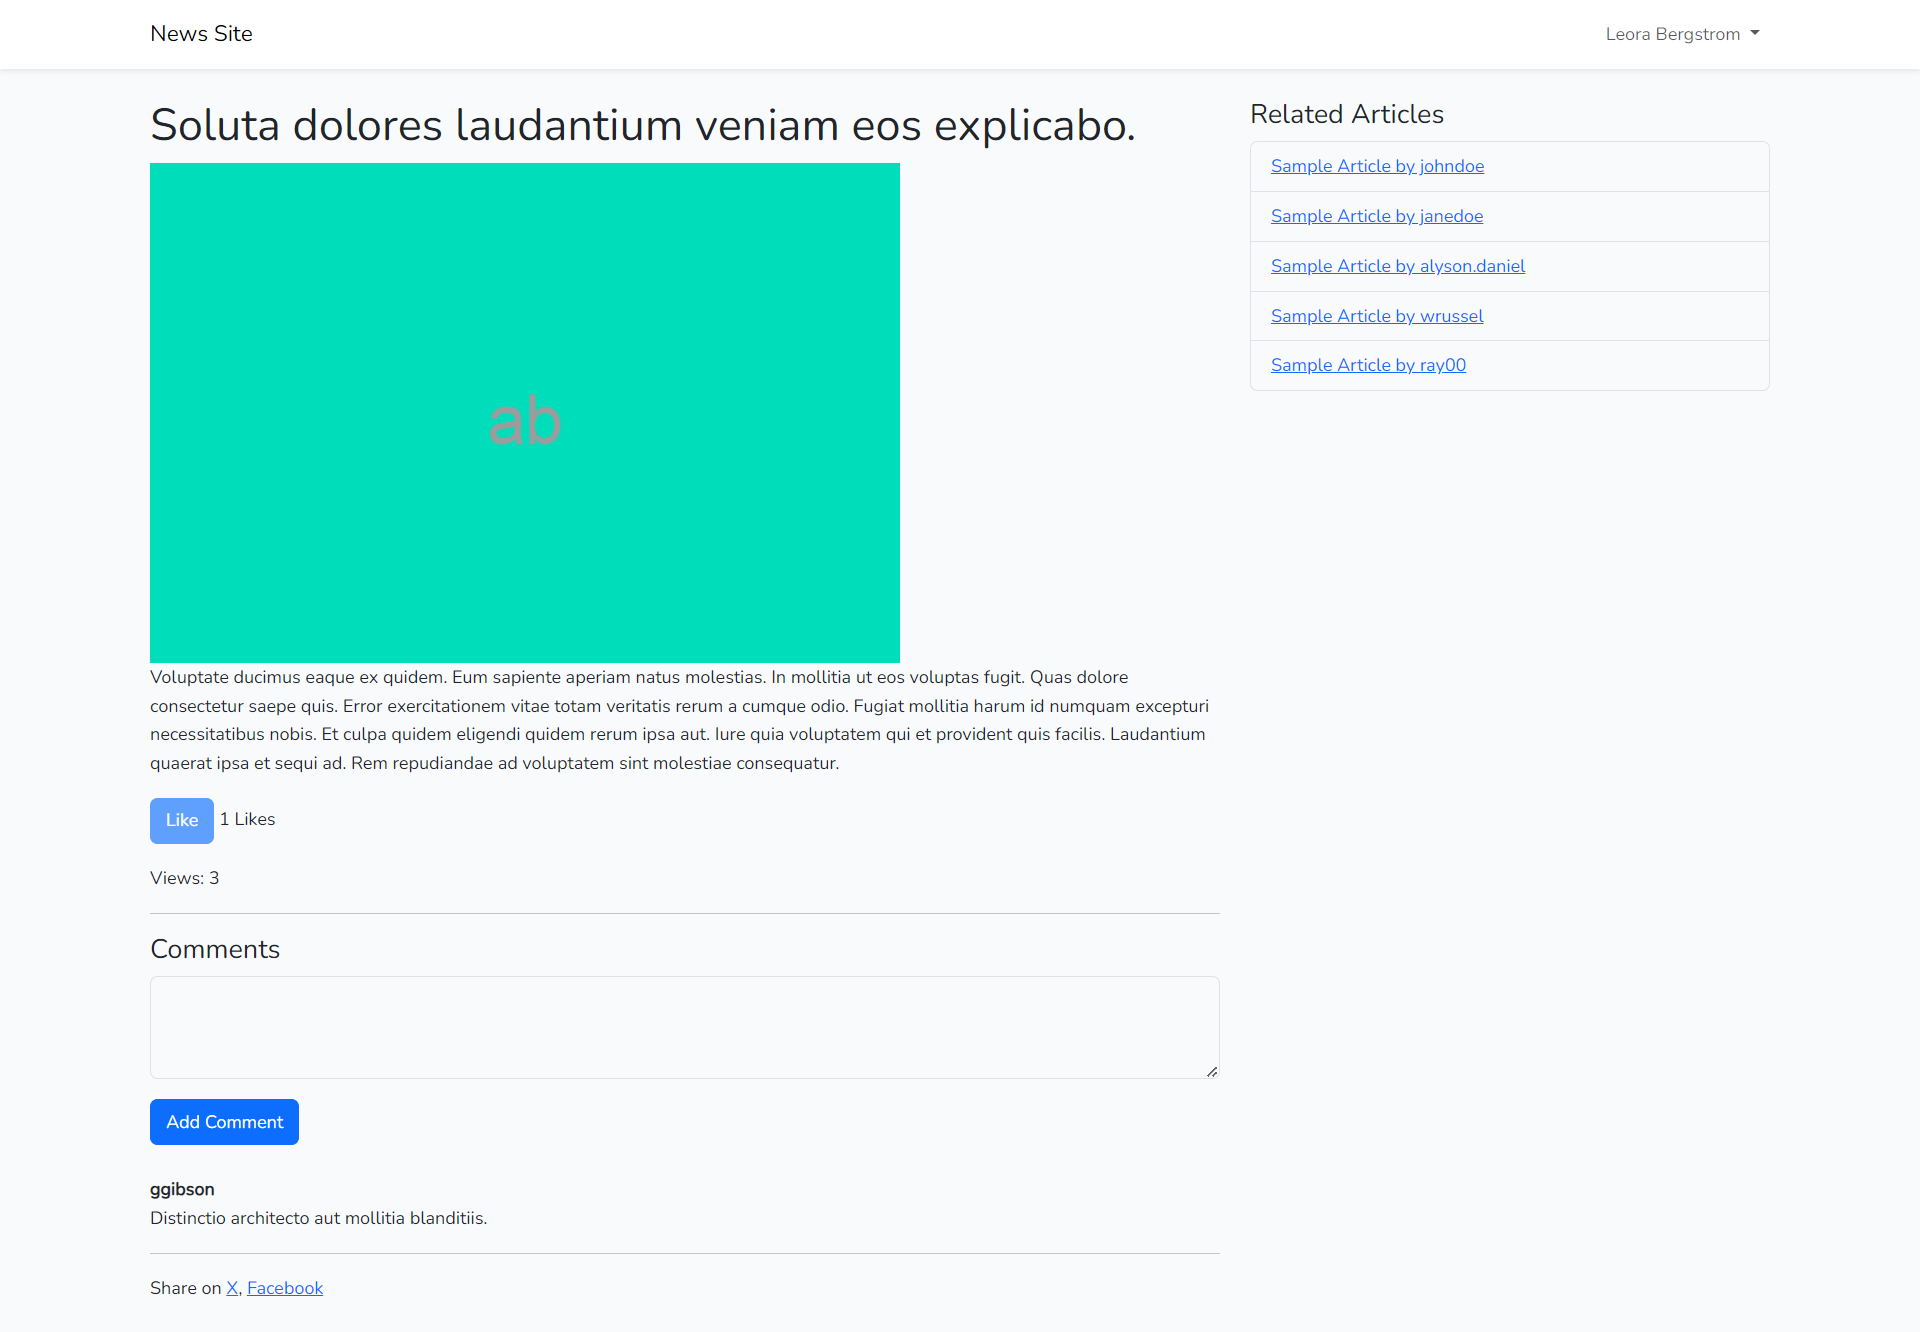 News Site
Leora Bergstrom
Soluta dolores laudantium veniam eos explicabo.
ab
Voluptate ducimus eaque ex quidem. Eum sapiente aperiam natus molestias. In mollitia ut eos voluptas fugit. Quas dolore
consectetur saepe quis. Error exercitationem vitae totam veritatis rerum a cumque odio. Fugiat mollitia harum id numquam excepturi
necessitatibus nobis. Et culpa quidem eligendi quidem rerum ipsa aut. Iure quia voluptatem qui et provident quis facilis. Laudantium
quaerat ipsa et sequi ad. Rem repudiandae ad voluptatem sint molestiae consequatur.
Like 1 Likes
Views: 3
Comments
Add Comment
ggibson
Distinctio architecto aut mollitia blanditiis.
Share on X, Facebook
Related Articles
Sample Article by johndoe
Sample Article by janedoe
Sample Article by alyson.daniel
Sample Article by wrussel
Sample Article by ray00